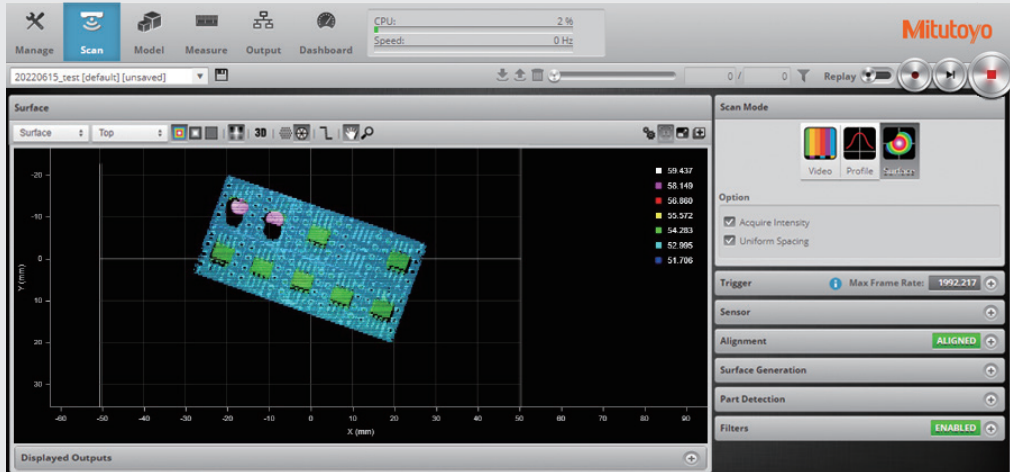 Manage Scan Model Measure Output Dashboard
CPU: 2 %
Speed: 0 Hz
Mitutoyo
20220615_test [default] [unsaved]
0 / 0
Replay
Surface
Surface Top 3D
59.437
58.149
56.860
55.572
54.283
52.995
51.706
-20
-10
0
10
20
30
Y (mm)
-60 -50 -40 -30 -20 -10 0 10 20 30 40 50 60 70 80 90
X (mm)
Displayed Outputs
Scan Mode
Video Profile Surface
Option
Acquire Intensity
Uniform Spacing
Trigger Max Frame Rate: 1992.217
Sensor
Alignment ALIGNED
Surface Generation
Part Detection
Filters ENABLED